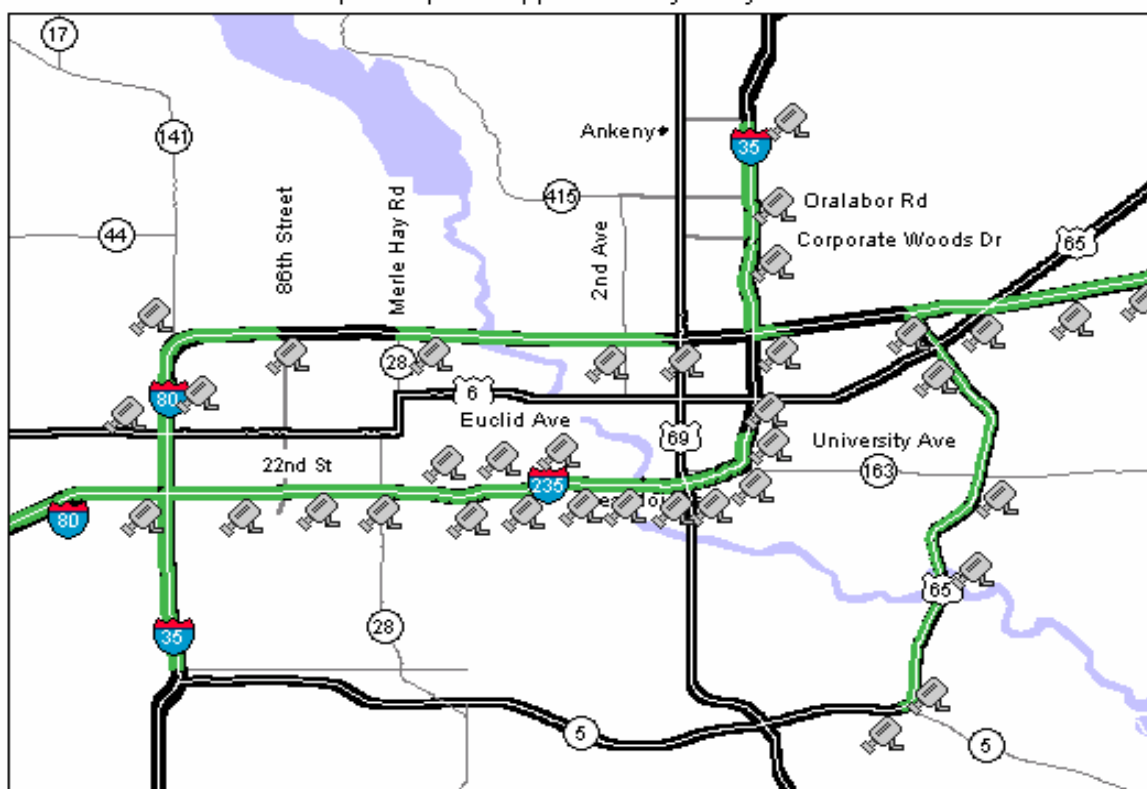 17
Ankeny
35
141
86th Street
Merle Hay Rd
2nd Ave
415
Oralabor Rd
44
Corporate Woods Dr
65
28
80
6
Euclid Ave
69
University Ave
22nd St
163
235
80
65
28
35
5
5